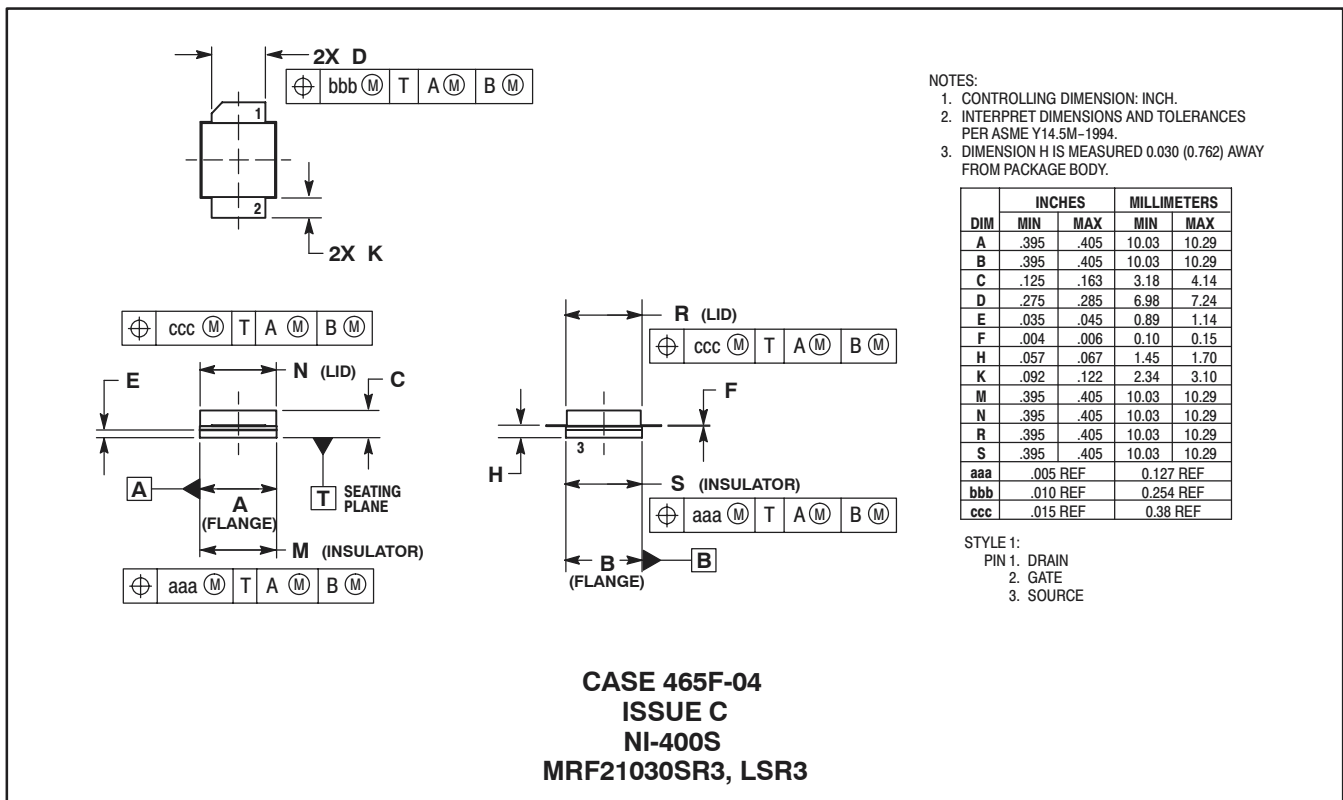 2X D
⌖ bbb Ⓜ T A Ⓜ B Ⓜ
1
2
2X K
⌖ ccc Ⓜ T A Ⓜ B Ⓜ
N (LID)
E
C
A
A
(FLANGE)
T
SEATING
PLANE
M (INSULATOR)
⌖ aaa Ⓜ T A Ⓜ B Ⓜ
R (LID)
⌖ ccc Ⓜ T A Ⓜ B Ⓜ
F
3
H
S (INSULATOR)
⌖ aaa Ⓜ T A Ⓜ B Ⓜ
B
(FLANGE)
B
NOTES:
1. CONTROLLING DIMENSION: INCH.
2. INTERPRET DIMENSIONS AND TOLERANCES
PER ASME Y14.5M-1994.
3. DIMENSION H IS MEASURED 0.030 (0.762) AWAY
FROM PACKAGE BODY.
INCHES MILLIMETERS
DIM MIN MAX MIN MAX
A .395 .405 10.03 10.29
B .395 .405 10.03 10.29
C .125 .163 3.18 4.14
D .275 .285 6.98 7.24
E .035 .045 0.89 1.14
F .004 .006 0.10 0.15
H .057 .067 1.45 1.70
K .092 .122 2.34 3.10
M .395 .405 10.03 10.29
N .395 .405 10.03 10.29
R .395 .405 10.03 10.29
S .395 .405 10.03 10.29
aaa .005 REF 0.127 REF
bbb .010 REF 0.254 REF
ccc .015 REF 0.38 REF
STYLE 1:
PIN 1. DRAIN
2. GATE
3. SOURCE
CASE 465F-04
ISSUE C
NI-400S
MRF21030SR3, LSR3